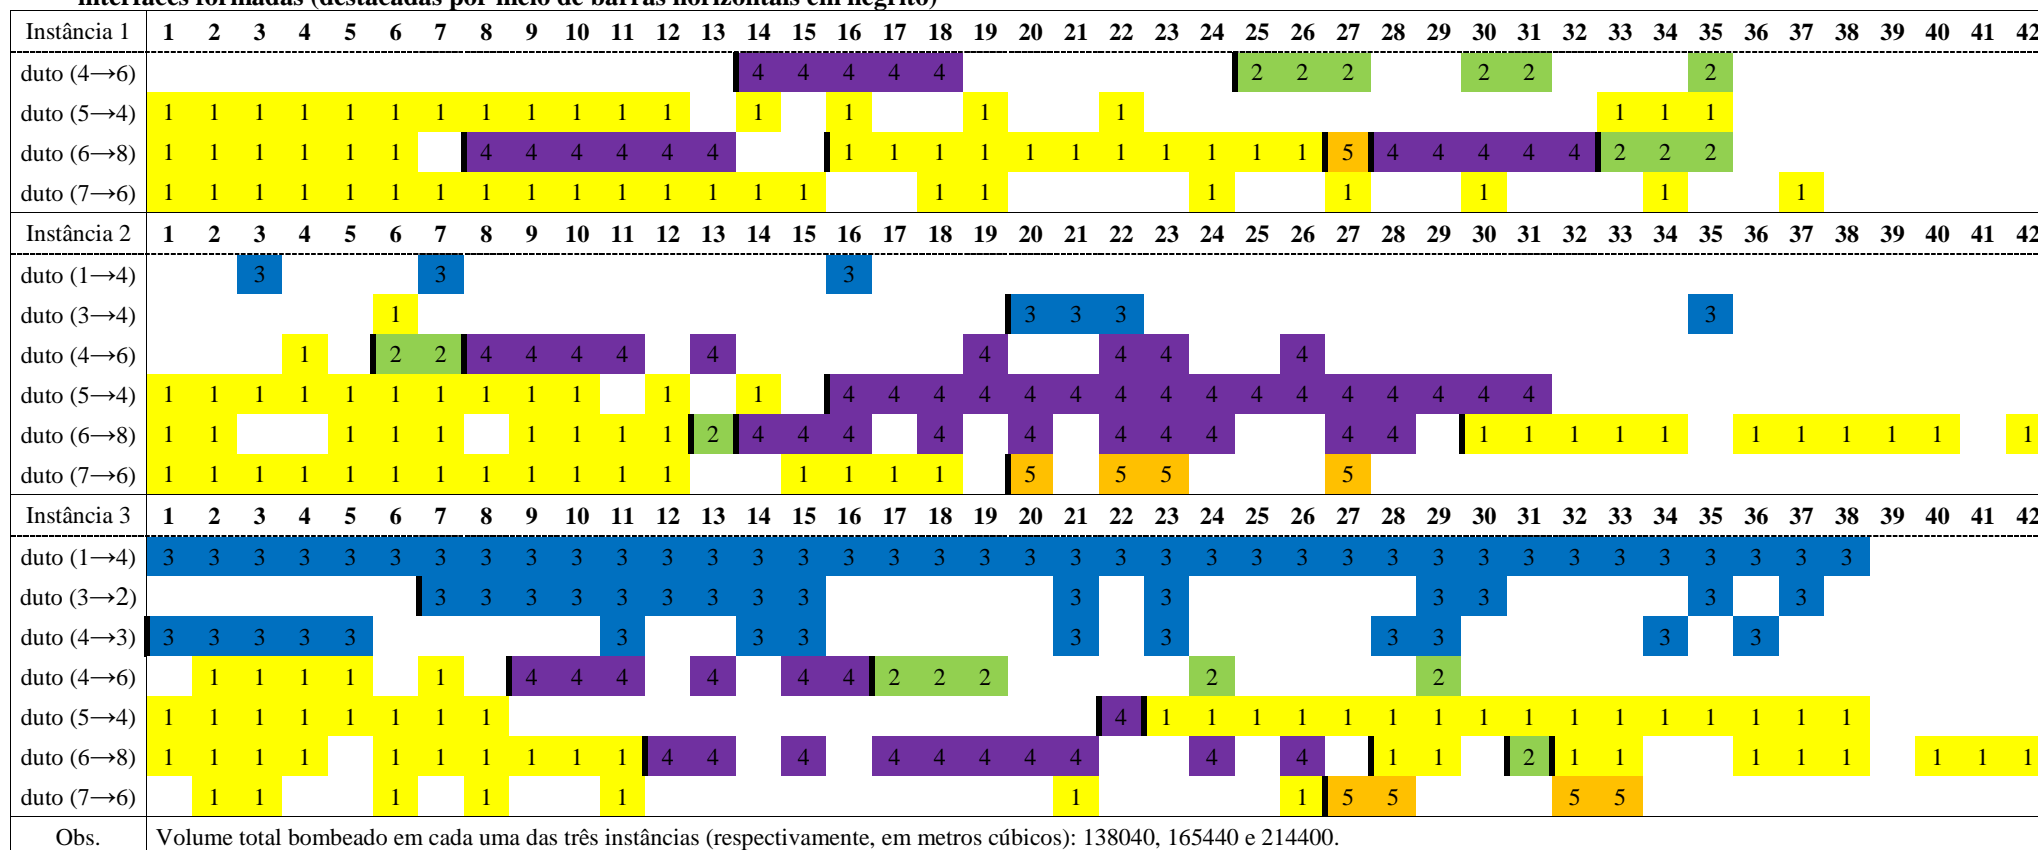 interfaces formadas (destacadas por meio de barras horizontais em negrito)
Instância 1 1 2 3 4 5 6 7 8 9 10 11 12 13 14 15 16 17 18 19 20 21 22 23 24 25 26 27 28 29 30 31 32 33 34 35 36 37 38 39 40 41 42
duto (4→6) 4 4 4 4 4 2 2 2 2 2 2
duto (5→4) 1 1 1 1 1 1 1 1 1 1 1 1 1 1 1 1 1 1 1
duto (6→8) 1 1 1 1 1 1 4 4 4 4 4 4 1 1 1 1 1 1 1 1 1 1 1 5 4 4 4 4 4 2 2 2
duto (7→6) 1 1 1 1 1 1 1 1 1 1 1 1 1 1 1 1 1 1 1 1 1 1
Instância 2 1 2 3 4 5 6 7 8 9 10 11 12 13 14 15 16 17 18 19 20 21 22 23 24 25 26 27 28 29 30 31 32 33 34 35 36 37 38 39 40 41 42
duto (1→4) 3 3 3
duto (3→4) 1 3 3 3 3
duto (4→6) 1 2 2 4 4 4 4 4 4 4 4 4
duto (5→4) 1 1 1 1 1 1 1 1 1 1 1 1 4 4 4 4 4 4 4 4 4 4 4 4 4 4 4 4
duto (6→8) 1 1 1 1 1 1 1 1 1 2 4 4 4 4 4 4 4 4 4 4 1 1 1 1 1 1 1 1 1 1 1
duto (7→6) 1 1 1 1 1 1 1 1 1 1 1 1 1 1 1 1 5 5 5 5
Instância 3 1 2 3 4 5 6 7 8 9 10 11 12 13 14 15 16 17 18 19 20 21 22 23 24 25 26 27 28 29 30 31 32 33 34 35 36 37 38 39 40 41 42
duto (1→4) 3 3 3 3 3 3 3 3 3 3 3 3 3 3 3 3 3 3 3 3 3 3 3 3 3 3 3 3 3 3 3 3 3 3 3 3 3 3
duto (3→2) 3 3 3 3 3 3 3 3 3 3 3 3 3 3 3
duto (4→3) 3 3 3 3 3 3 3 3 3 3 3 3 3 3
duto (4→6) 1 1 1 1 1 4 4 4 4 4 4 2 2 2 2 2
duto (5→4) 1 1 1 1 1 1 1 1 4 1 1 1 1 1 1 1 1 1 1 1 1 1 1 1 1
duto (6→8) 1 1 1 1 1 1 1 1 1 1 4 4 4 4 4 4 4 4 4 4 1 1 2 1 1 1 1 1 1 1 1
duto (7→6) 1 1 1 1 1 1 1 5 5 5 5
Obs. Volume total bombeado em cada uma das três instâncias (respectivamente, em metros cúbicos): 138040, 165440 e 214400.